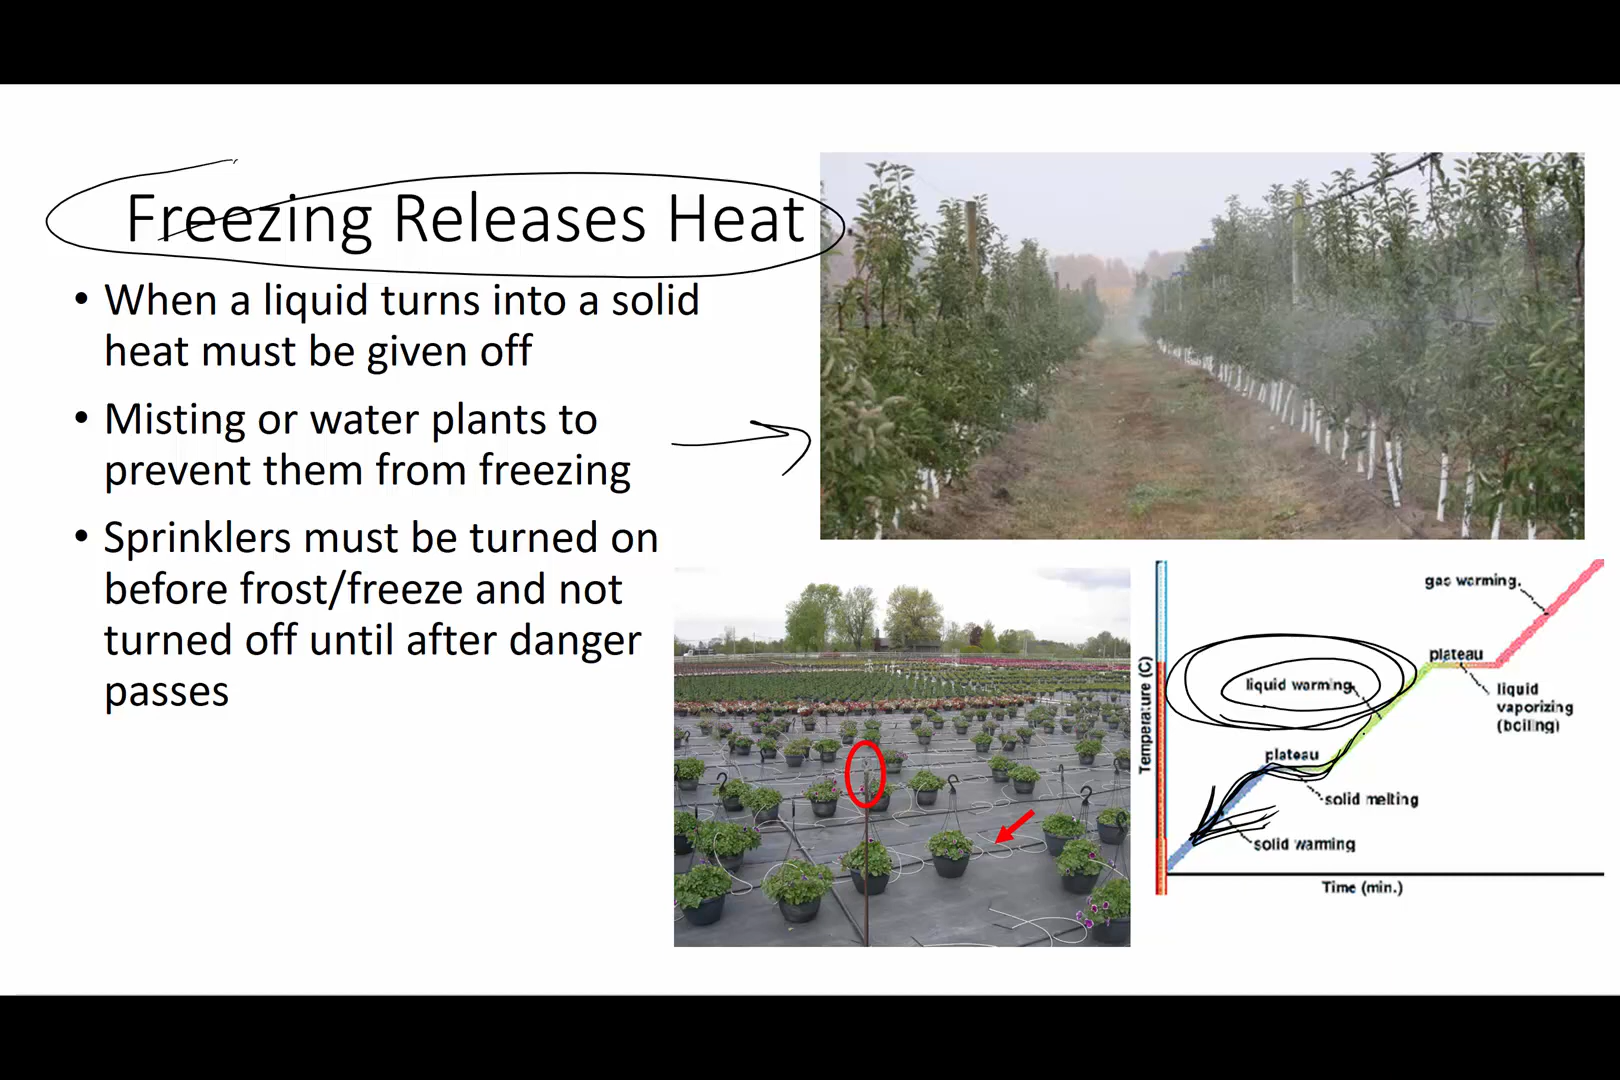 Freezing Releases Heat
• When a liquid turns into a solid
heat must be given off
• Misting or water plants to
prevent them from freezing
• Sprinklers must be turned on
before frost/freeze and not
turned off until after danger
passes
gas warming.
plateau
liquid warming
liquid
vaporizing
(boiling)
Temperature (C)
plateau
solid melting
solid warming
Time (min.)